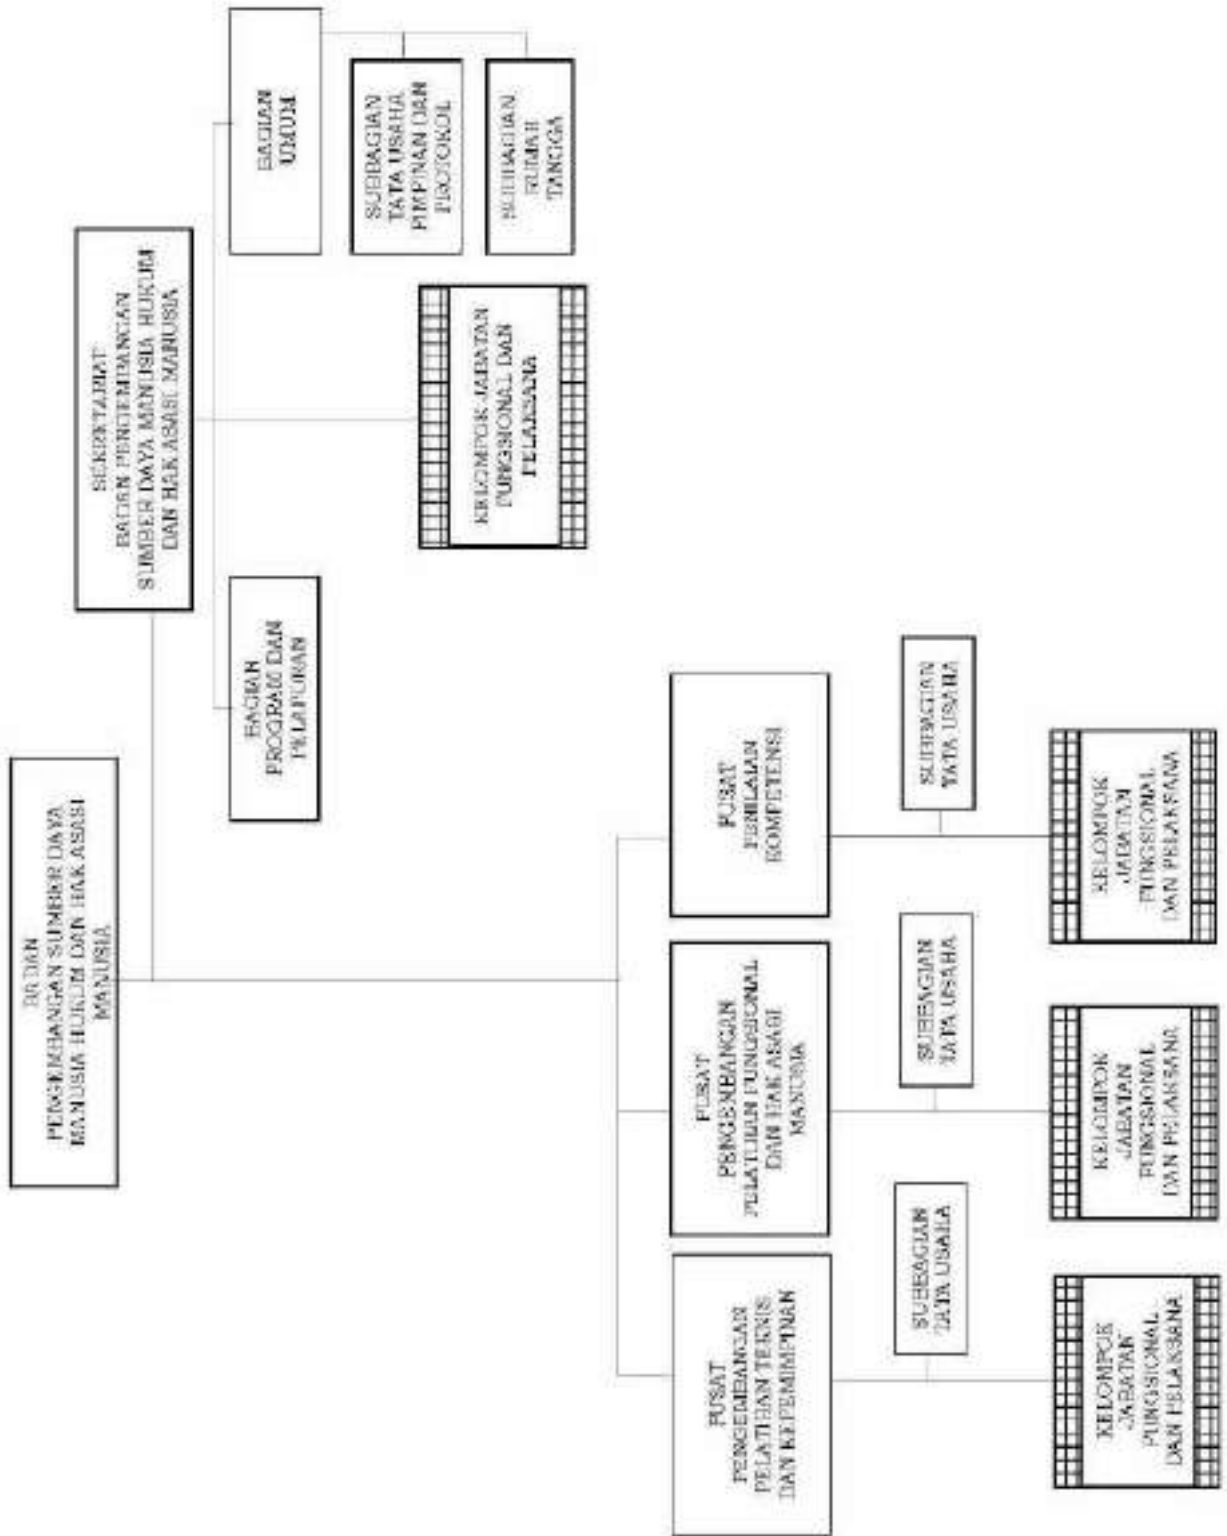 BADAN
PENGEMBANGAN SUMBER DAYA
MANUSIA HUKUM DAN HAK ASASI
MANUSIA
SEKRETARIAT
BADAN PENGEMBANGAN
SUMBER DAYA MANUSIA HUKUM
DAN HAK ASASI MANUSIA
BAGIAN
PROGRAM DAN
PELAPORAN
BAGIAN
UMUM
SUBBAGIAN
TATA USAHA
PIMPINAN DAN
PROTOKOL
SUBBAGIAN
RUMAH
TANGGA
KELOMPOK JABATAN
FUNGSIONAL DAN
PELAKSANA
PUSAT
PENGEMBANGAN
PELATIHAN TEKNIS
DAN KEPEMIMPINAN
PUSAT
PENGEMBANGAN
PELATIHAN FUNGSIONAL
DAN HAK ASASI
MANUSIA
PUSAT
PENILAIAN
KOMPETENSI
SUBBAGIAN
TATA USAHA
SUBBAGIAN
TATA USAHA
SUBBAGIAN
TATA USAHA
KELOMPOK
JABATAN
FUNGSIONAL
DAN PELAKSANA
KELOMPOK
JABATAN
FUNGSIONAL
DAN PELAKSANA
KELOMPOK
JABATAN
FUNGSIONAL
DAN PELAKSANA